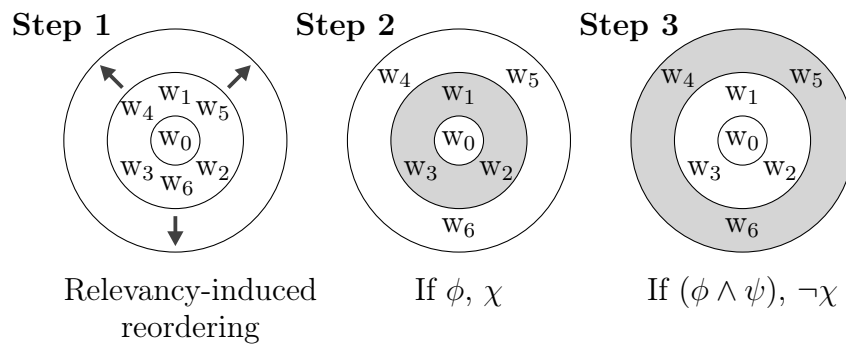 Step 1
Step 2
Step 3
w₁
w₄ w₅
w₀
w₃ w₂
w₆
Relevancy-induced
reordering
w₄ w₅
w₁
w₀
w₃ w₂
w₆
If ϕ, χ
w₄ w₅
w₁
w₀
w₃ w₂
w₆
If (ϕ ∧ ψ), ¬χ